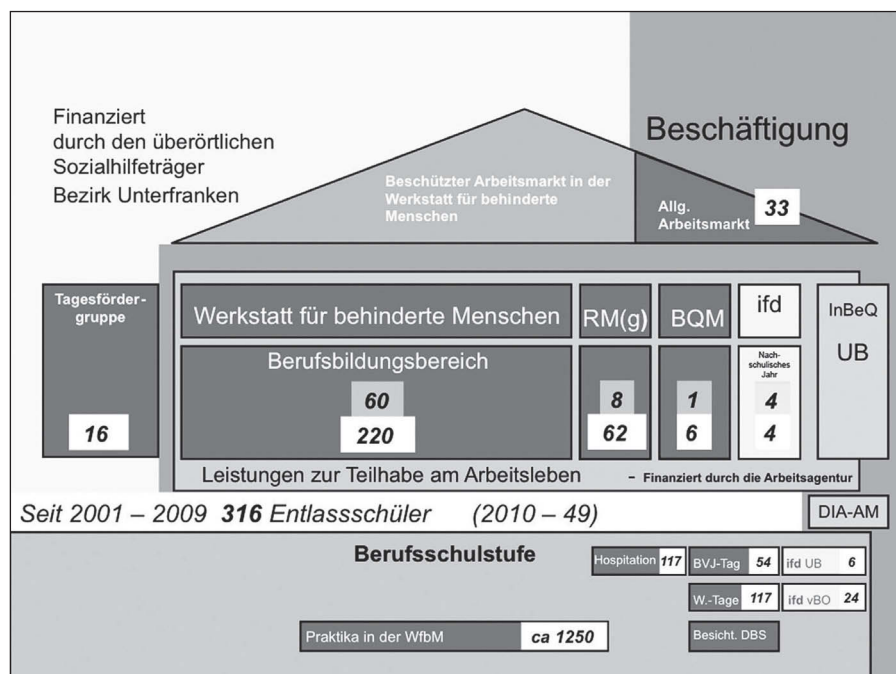 Finanziert
durch den überörtlichen
Sozialhilfeträger
Bezirk Unterfranken
Beschäftigung
Beschützter Arbeitsmarkt in der
Werkstatt für behinderte
Menschen
Allg.
Arbeitsmarkt
33
Tagesförder-
gruppe
16
Werkstatt für behinderte Menschen
RM(g)
BQM
ifd
InBeQ
UB
Berufsbildungsbereich
60
220
8
62
1
6
Nach-
schulisches
Jahr
4
4
Leistungen zur Teilhabe am Arbeitsleben
– Finanziert durch die Arbeitsagentur
Seit 2001 – 2009 316 Entlassschüler (2010 – 49)
DIA-AM
Berufsschulstufe
Hospitation 117
BVJ-Tag 54
ifd UB 6
W.-Tage 117
ifd vBO 24
Praktika in der WfbM ca 1250
Besicht. DBS